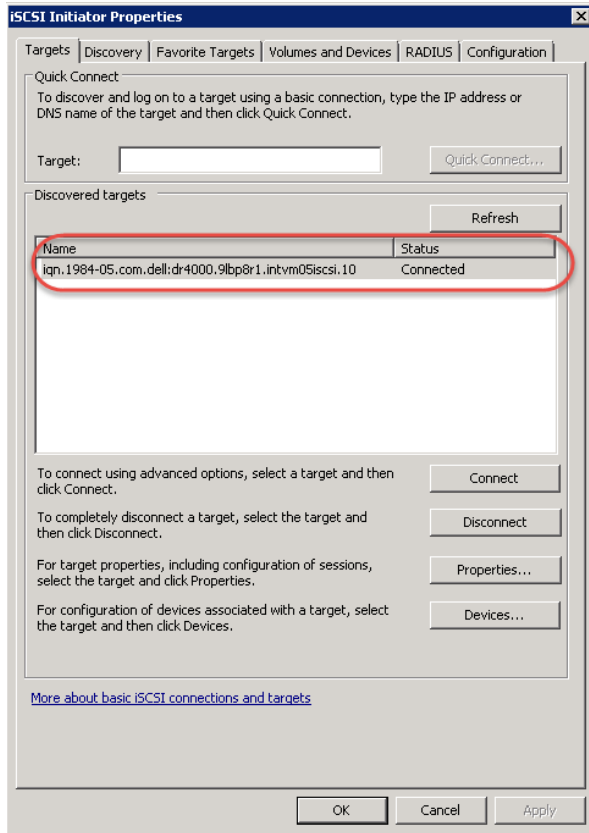 iSCSI Initiator Properties
Targets Discovery Favorite Targets Volumes and Devices RADIUS Configuration
Quick Connect
To discover and log on to a target using a basic connection, type the IP address or
DNS name of the target and then click Quick Connect.
Target:
Quick Connect...
Discovered targets
Refresh
Name Status
iqn.1984-05.com.dell:dr4000.9lbp8r1.intvm05iscsi.10 Connected
To connect using advanced options, select a target and then
click Connect.
Connect
To completely disconnect a target, select the target and
then click Disconnect.
Disconnect
For target properties, including configuration of sessions,
select the target and click Properties.
Properties...
For configuration of devices associated with a target, select
the target and then click Devices.
Devices...
More about basic iSCSI connections and targets
OK Cancel Apply